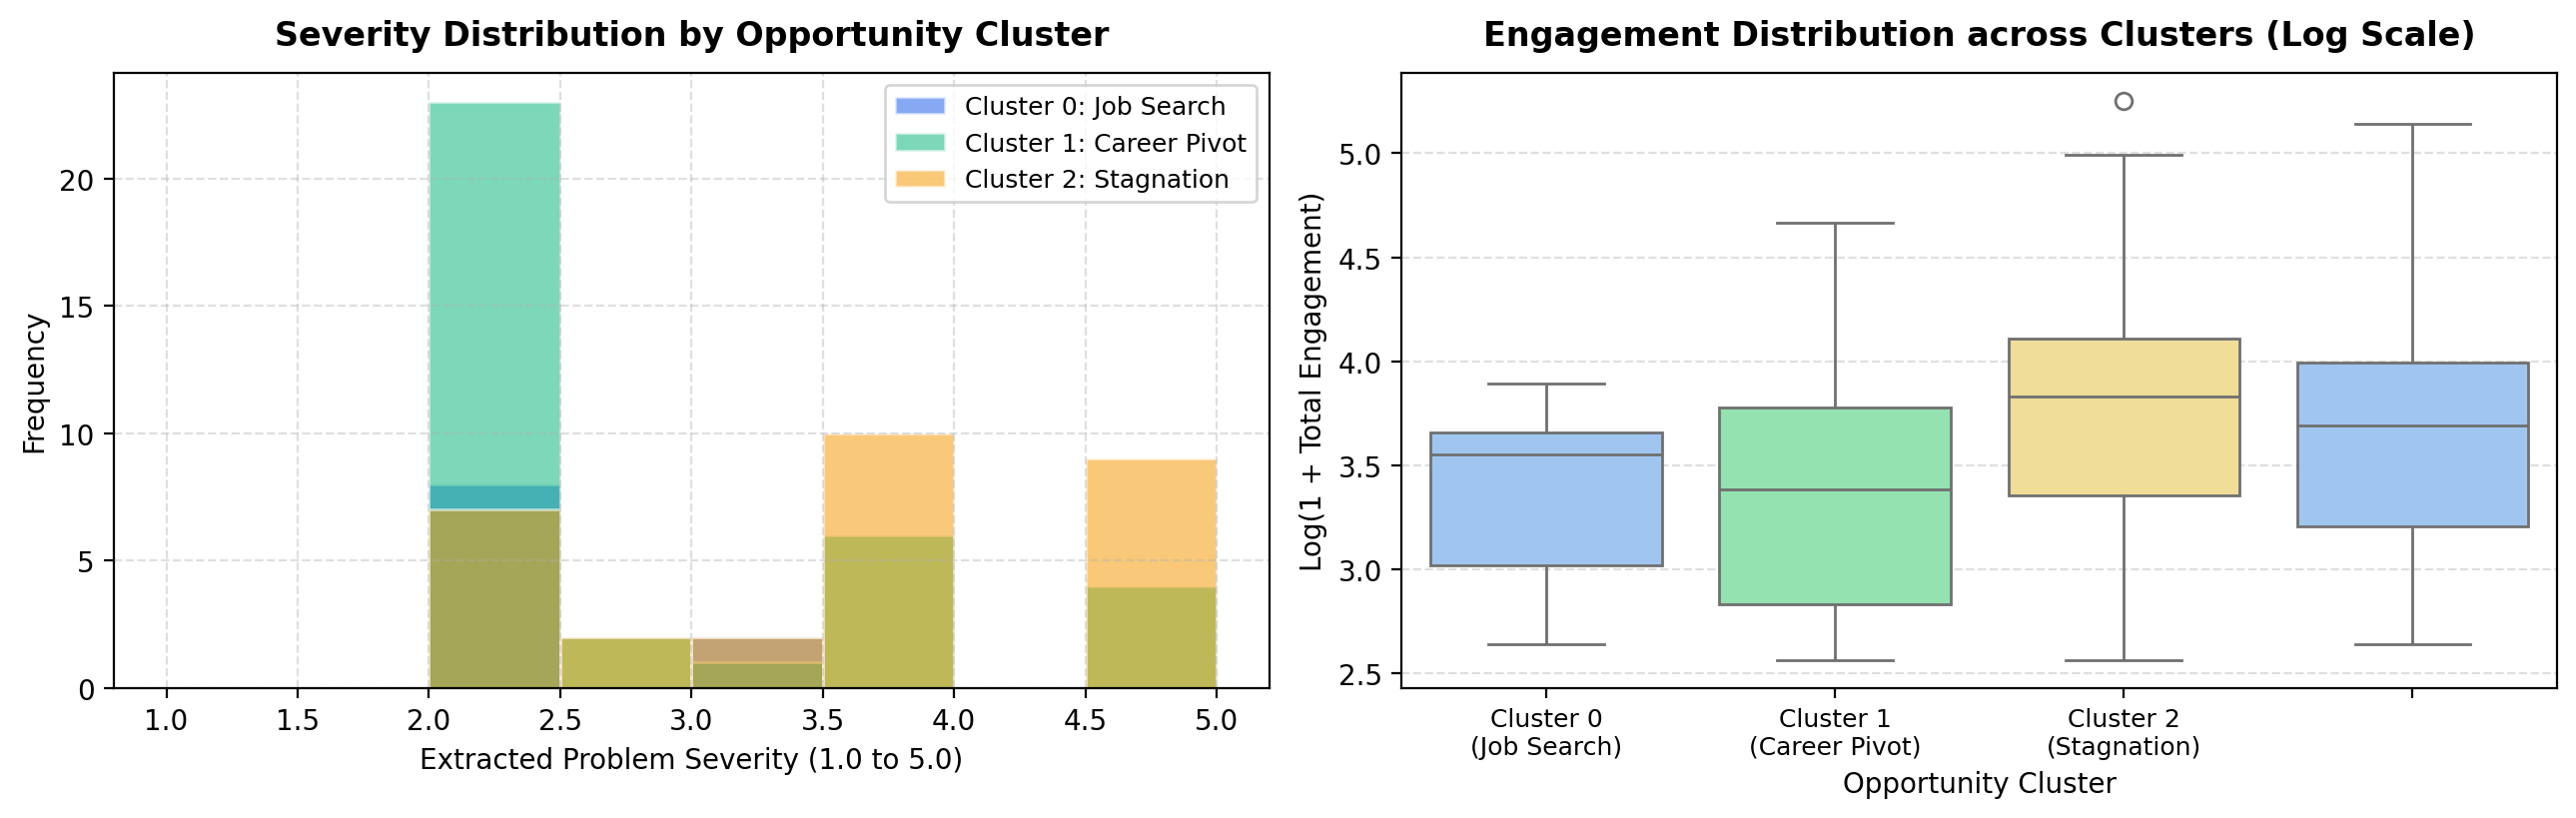 Severity Distribution by Opportunity Cluster
Frequency
20
15
10
5
0
Cluster 0: Job Search
Cluster 1: Career Pivot
Cluster 2: Stagnation
1.0 1.5 2.0 2.5 3.0 3.5 4.0 4.5 5.0
Extracted Problem Severity (1.0 to 5.0)
Engagement Distribution across Clusters (Log Scale)
Log(1 + Total Engagement)
5.0
4.5
4.0
3.5
3.0
2.5
Cluster 0
(Job Search)
Cluster 1
(Career Pivot)
Cluster 2
(Stagnation)
Opportunity Cluster